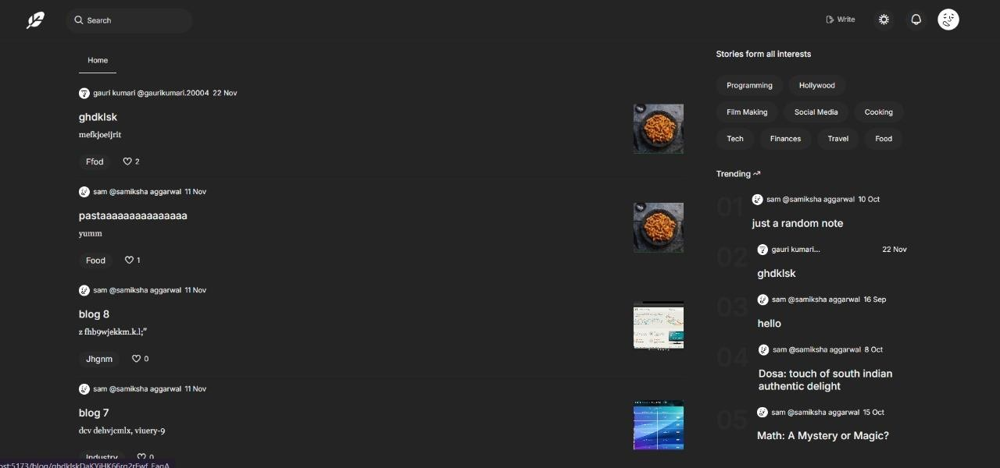 Search
Write
Home
gauri kumari @gaurikumari.20004 22 Nov
ghdklsk
mefkjoeijrit
Ffod 2
sam @samiksha aggarwal 11 Nov
pastaaaaaaaaaaaaaaa
yumm
Food 1
sam @samiksha aggarwal 11 Nov
blog 8
z fhb9wjekkm.k.l;"
Jhgnm 0
sam @samiksha aggarwal 11 Nov
blog 7
dcv dehvjcmlx, viuery-9
Industry 0
Stories form all interests
Programming Hollywood
Film Making Social Media Cooking
Tech Finances Travel Food
Trending
01 sam @samiksha aggarwal 10 Oct
just a random note
02 gauri kumari... 22 Nov
ghdklsk
03 sam @samiksha aggarwal 16 Sep
hello
04 sam @samiksha aggarwal 8 Oct
Dosa: touch of south indian
authentic delight
05 sam @samiksha aggarwal 15 Oct
Math: A Mystery or Magic?